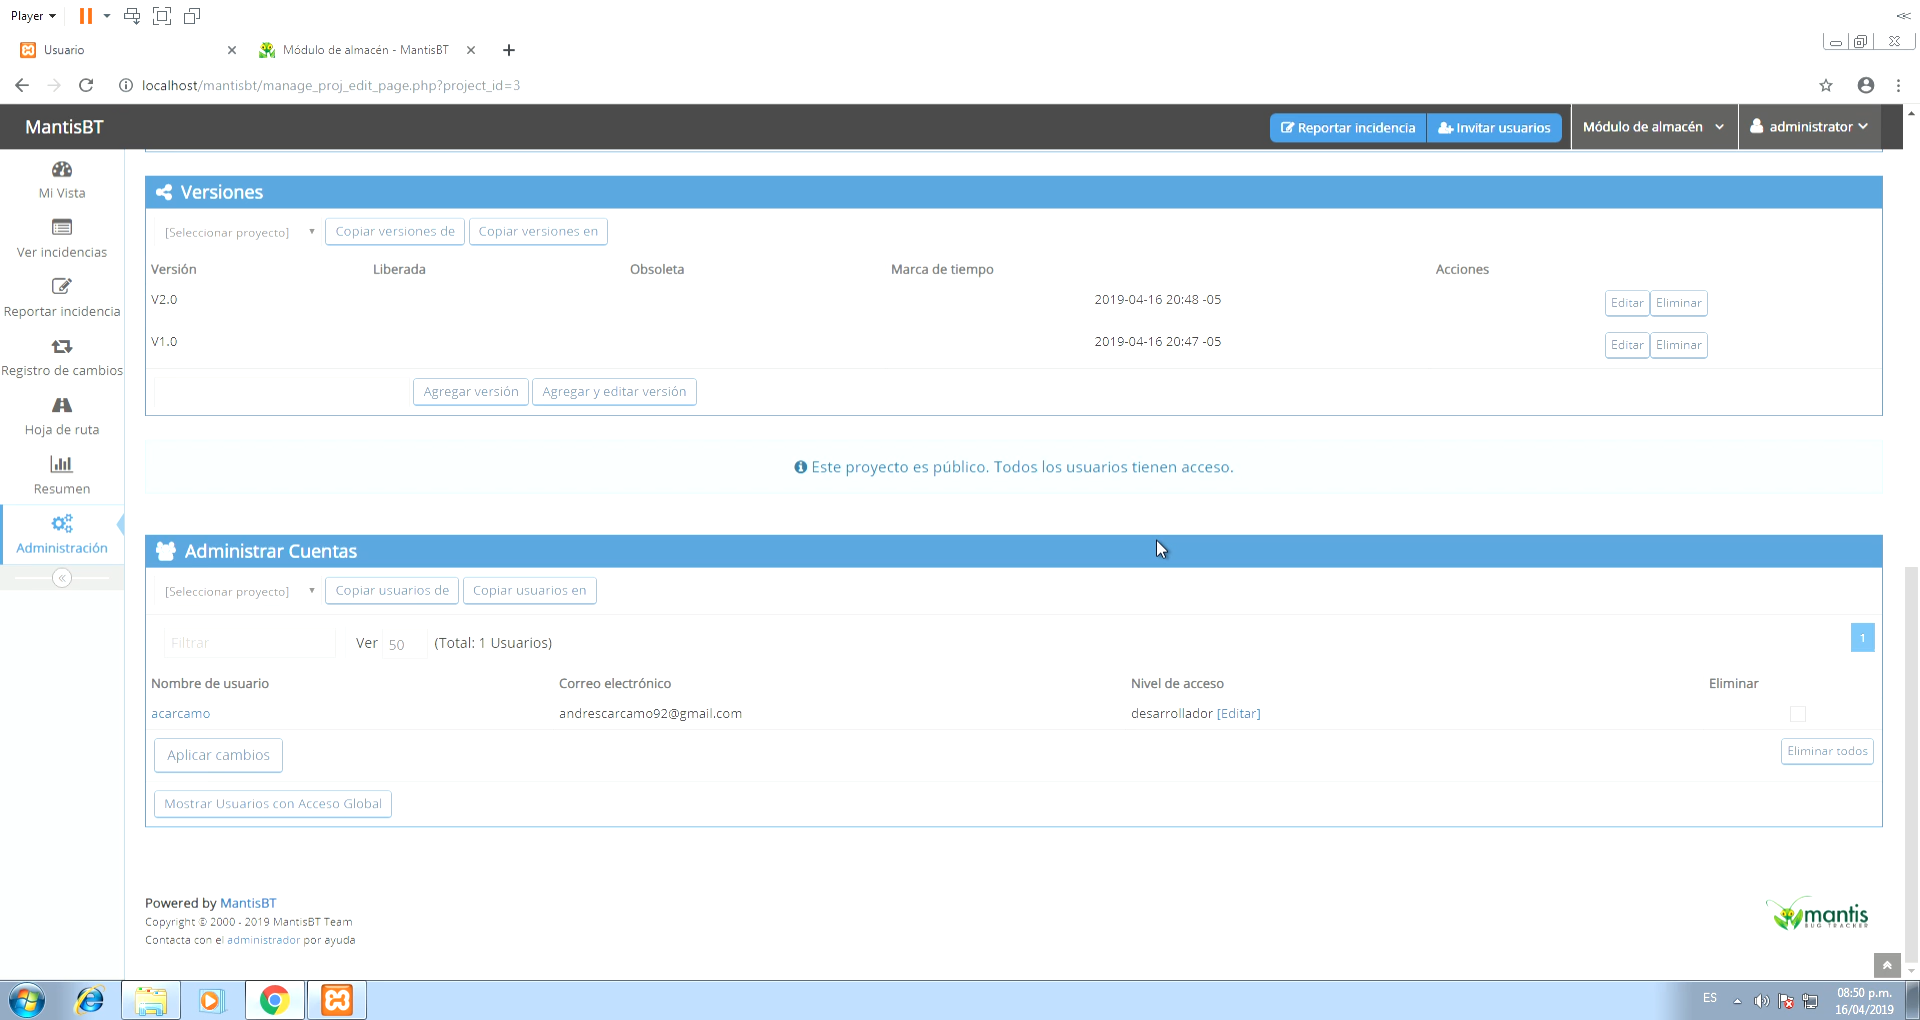 Player
Usuario
Módulo de almacén - MantisBT
localhost/mantisbt/manage_proj_edit_page.php?project_id=3
MantisBT
Reportar incidencia
Invitar usuarios
Módulo de almacén
administrator
Mi Vista
Ver incidencias
Reportar incidencia
Registro de cambios
Hoja de ruta
Resumen
Administración
Versiones
[Seleccionar proyecto]
Copiar versiones de
Copiar versiones en
Versión Liberada Obsoleta Marca de tiempo Acciones
V2.0 2019-04-16 20:48 -05 Editar Eliminar
V1.0 2019-04-16 20:47 -05 Editar Eliminar
Agregar versión
Agregar y editar versión
Este proyecto es público. Todos los usuarios tienen acceso.
Administrar Cuentas
[Seleccionar proyecto]
Copiar usuarios de
Copiar usuarios en
Filtrar
Ver 50 (Total: 1 Usuarios)
1
Nombre de usuario Correo electrónico Nivel de acceso Eliminar
acarcamo andrescarcamo92@gmail.com desarrollador [Editar]
Aplicar cambios
Eliminar todos
Mostrar Usuarios con Acceso Global
Powered by MantisBT
Copyright © 2000 - 2019 MantisBT Team
Contacta con el administrador por ayuda
mantis
BUG TRACKER
ES
08:50 p.m.
16/04/2019